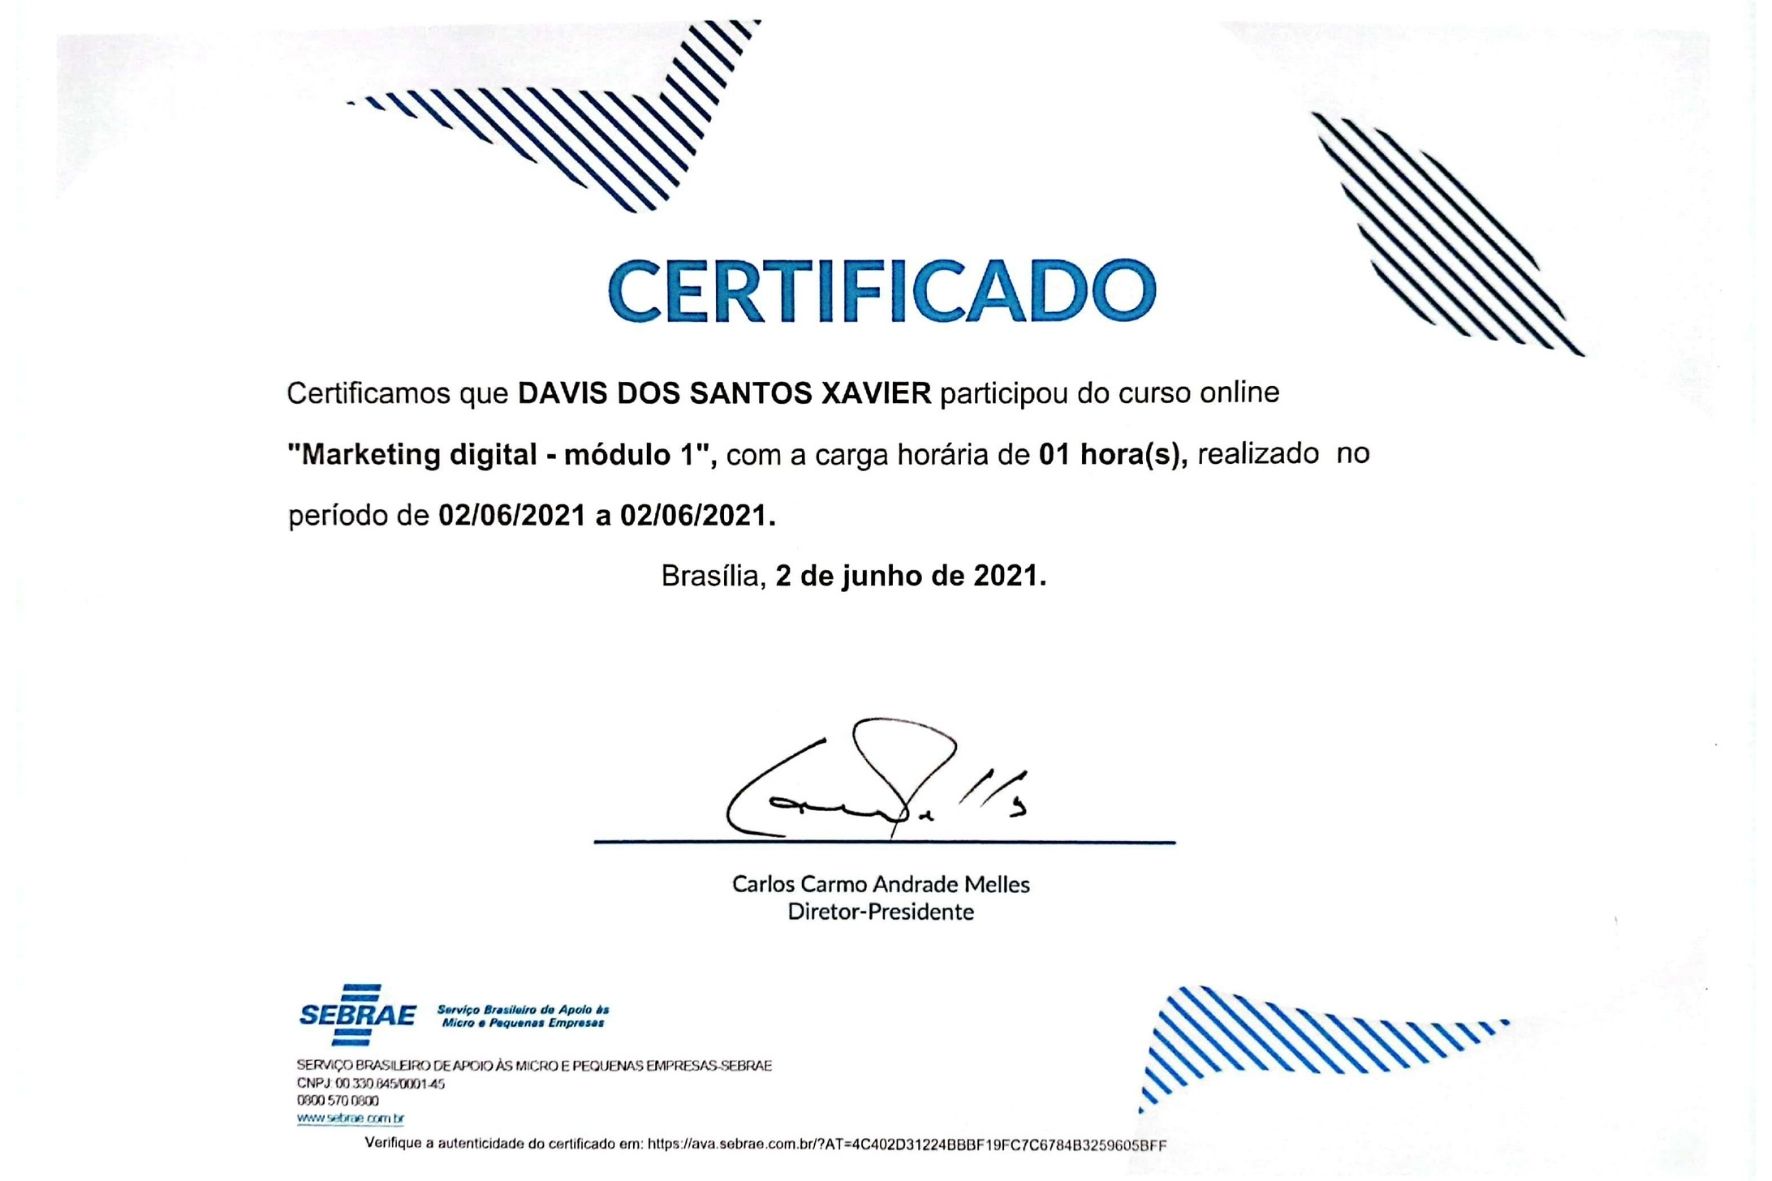 CERTIFICADO
Certificamos que DAVIS DOS SANTOS XAVIER participou do curso online
"Marketing digital - módulo 1", com a carga horária de 01 hora(s), realizado no
período de 02/06/2021 a 02/06/2021.
Brasília, 2 de junho de 2021.
Carlos Carmo Andrade Melles
Diretor-Presidente
SEBRAE
Serviço Brasileiro de Apoio às
Micro e Pequenas Empresas
SERVIÇO BRASILEIRO DE APOIO ÀS MICRO E PEQUENAS EMPRESAS-SEBRAE
CNPJ: 00.330.845/0001-45
0800 570 0800
www.sebrae.com.br
Verifique a autenticidade do certificado em: https://ava.sebrae.com.br/?AT=4C402D31224BBBF19FC7C6784B3259605BFF